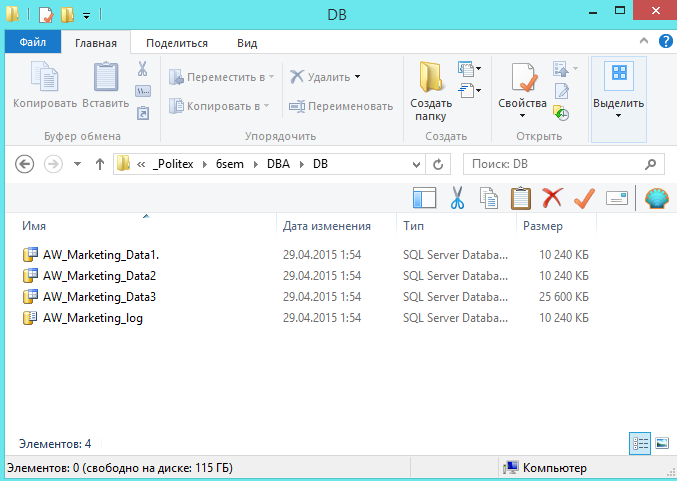 DB
Файл Главная Поделиться Вид
Копировать Вставить Переместить в Копировать в Удалить Переименовать Создать папку Свойства Выделить
Буфер обмена Упорядочить Создать Открыть
« _Politex 6sem DBA DB Поиск: DB
Имя Дата изменения Тип Размер
AW_Marketing_Data1. 29.04.2015 1:54 SQL Server Databa... 10 240 КБ
AW_Marketing_Data2 29.04.2015 1:54 SQL Server Databa... 10 240 КБ
AW_Marketing_Data3 29.04.2015 1:54 SQL Server Databa... 25 600 КБ
AW_Marketing_log 29.04.2015 1:54 SQL Server Databa... 10 240 КБ
Элементов: 4
Элементов: 0 (свободно на диске: 115 ГБ) Компьютер